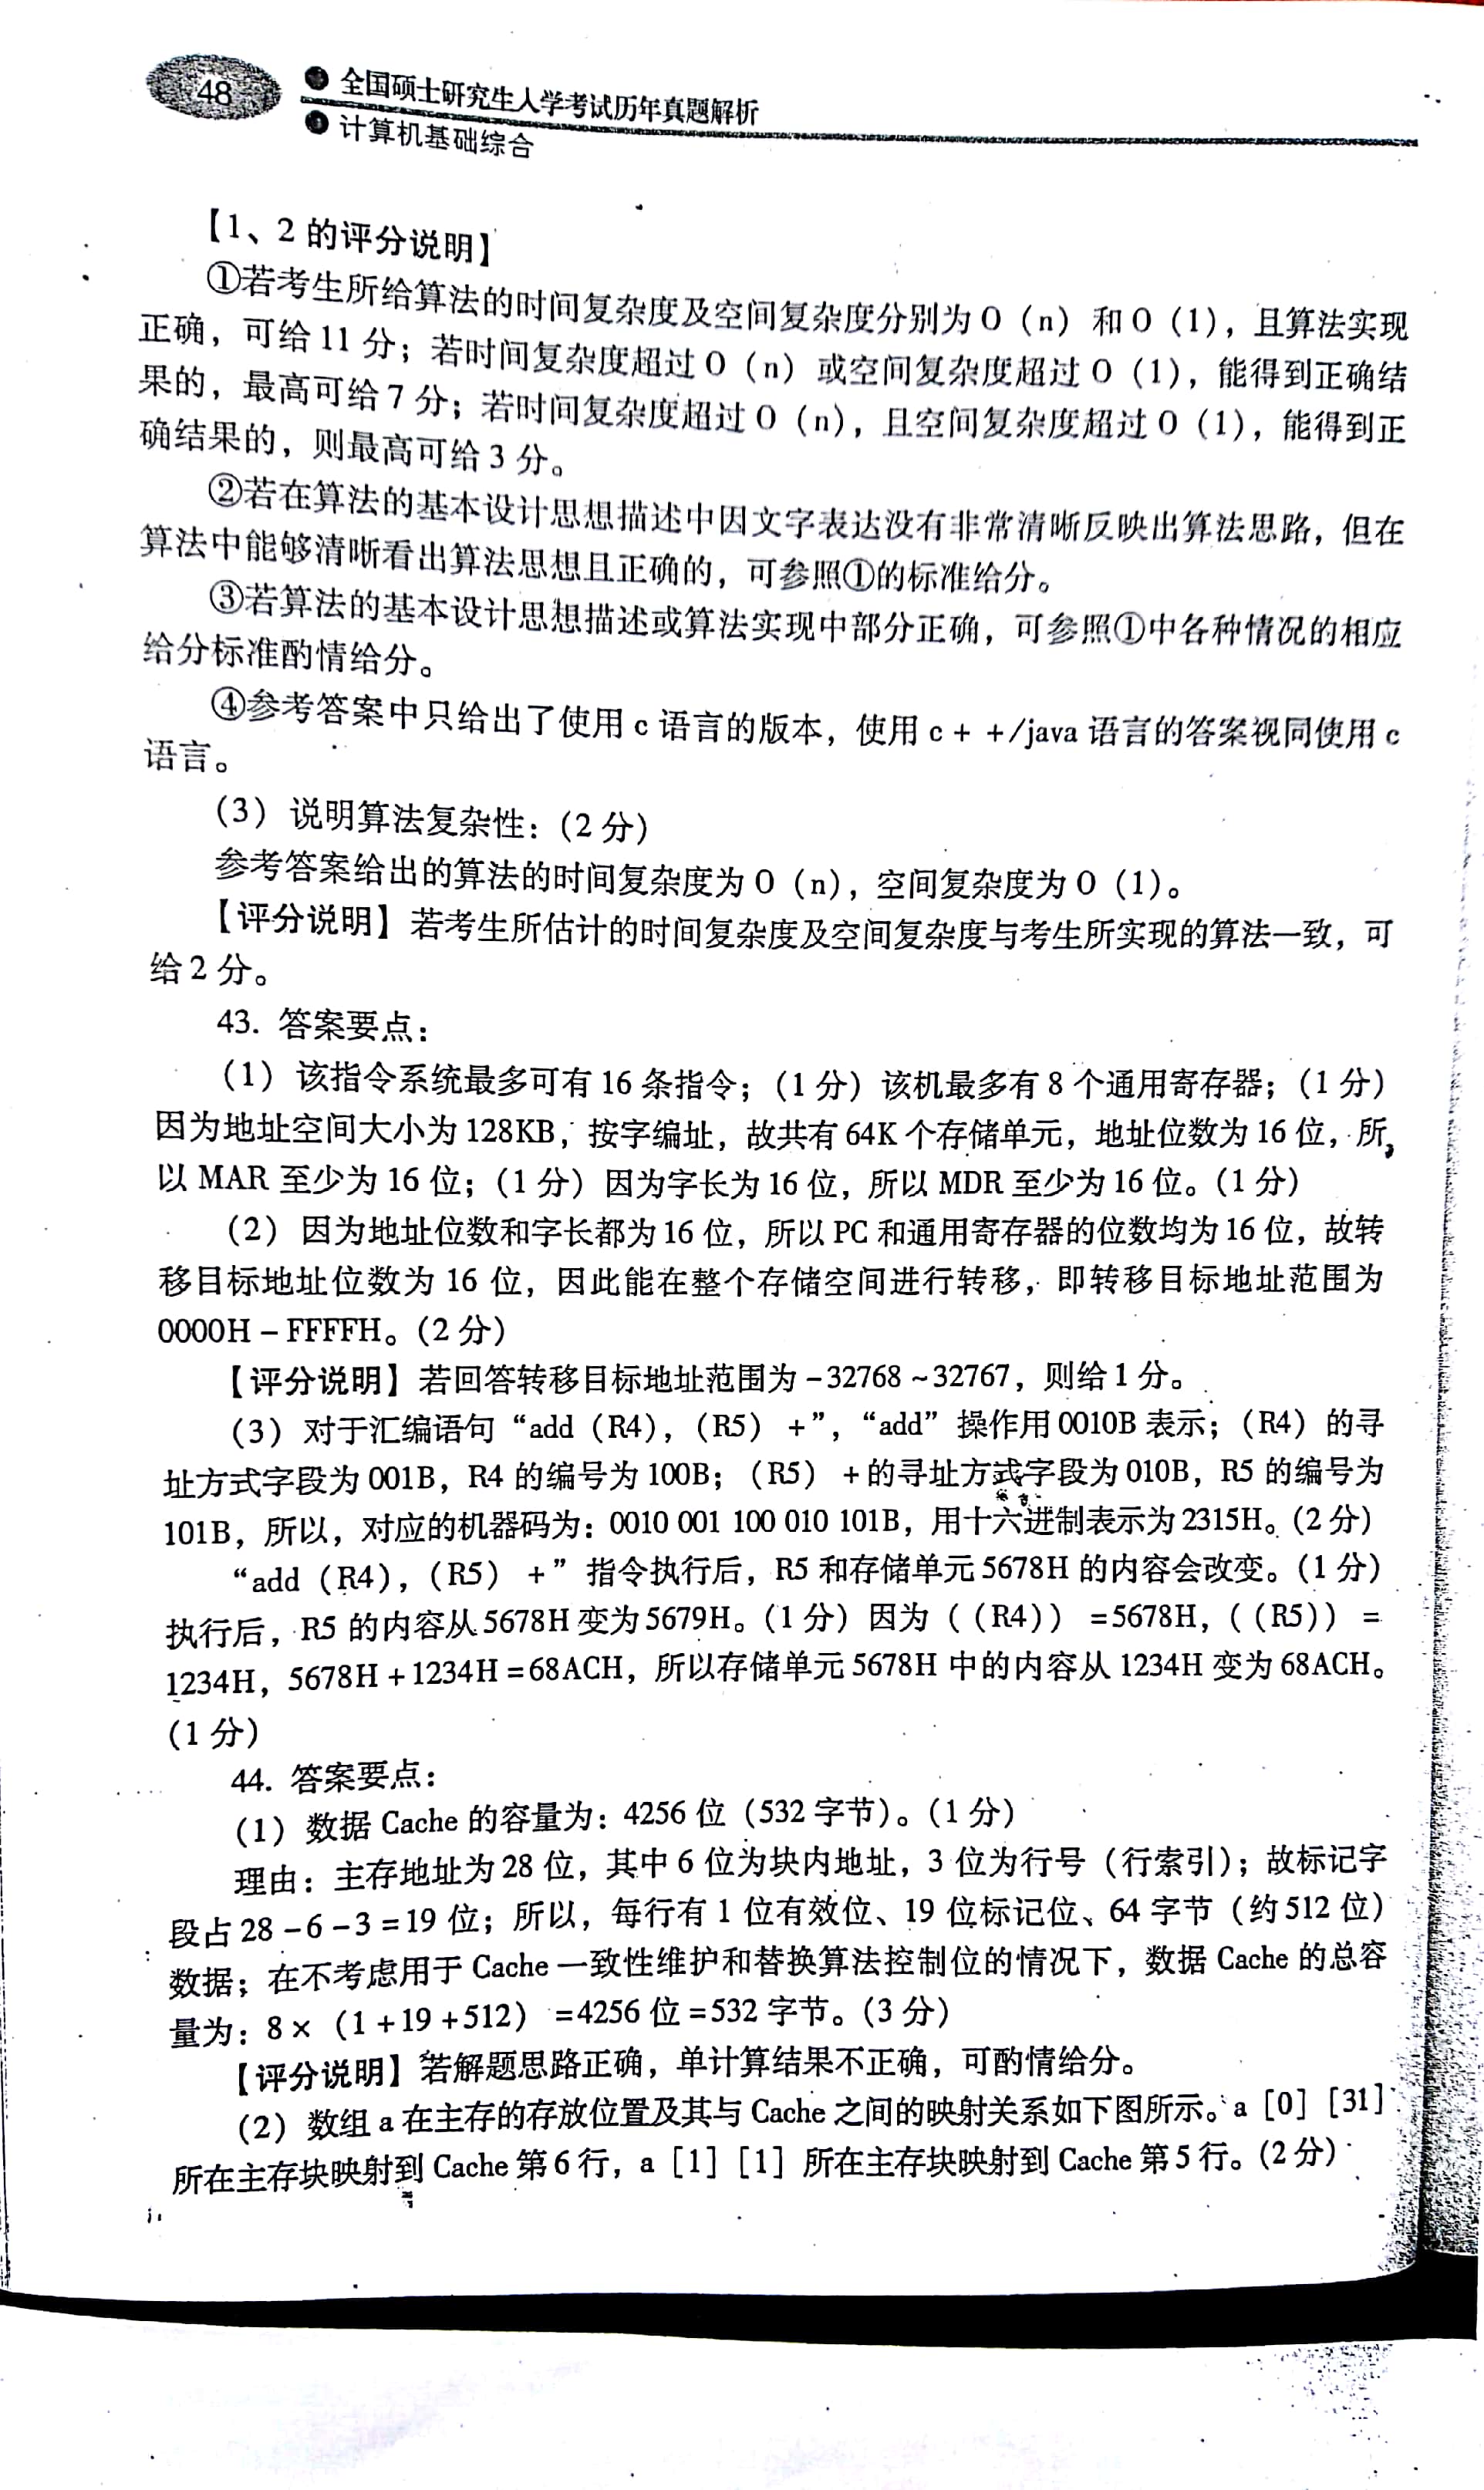 48
全国硕士研究生入学考试历年真题解析
计算机基础综合
【1、2 的评分说明】
①若考生所给算法的时间复杂度及空间复杂度分别为 O（n）和 O（1），且算法实现
正确，可给 11 分；若时间复杂度超过 O（n）或空间复杂度超过 O（1），能得到正确结
果的，最高可给 7 分；若时间复杂度超过 O（n），且空间复杂度超过 O（1），能得到正
确结果的，则最高可给 3 分。
②若在算法的基本设计思想描述中因文字表达没有非常清晰反映出算法思路，但在
算法中能够清晰看出算法思想且正确的，可参照①的标准给分。
③若算法的基本设计思想描述或算法实现中部分正确，可参照①中各种情况的相应
给分标准酌情给分。
④参考答案中只给出了使用 c 语言的版本，使用 c + +/java 语言的答案视同使用 c
语言。
（3）说明算法复杂性：（2 分）
参考答案给出的算法的时间复杂度为 O（n），空间复杂度为 O（1）。
【评分说明】若考生所估计的时间复杂度及空间复杂度与考生所实现的算法一致，可
给 2 分。
43. 答案要点：
（1）该指令系统最多可有 16 条指令；（1 分）该机最多有 8 个通用寄存器；（1 分）
因为地址空间大小为 128KB，按字编址，故共有 64K 个存储单元，地址位数为 16 位，所
以 MAR 至少为 16 位；（1 分）因为字长为 16 位，所以 MDR 至少为 16 位。（1 分）
（2）因为地址位数和字长都为 16 位，所以 PC 和通用寄存器的位数均为 16 位，故转
移目标地址位数为 16 位，因此能在整个存储空间进行转移，即转移目标地址范围为
0000H – FFFFH。（2 分）
【评分说明】若回答转移目标地址范围为 –32768 ~32767，则给 1 分。
（3）对于汇编语句“add（R4），（R5）+”，“add”操作用 0010B 表示；（R4）的寻
址方式字段为 001B，R4 的编号为 100B；（R5）+的寻址方式字段为 010B，R5 的编号为
101B，所以，对应的机器码为：0010 001 100 010 101B，用十六进制表示为 2315H。（2 分）
“add（R4），（R5）+”指令执行后，R5 和存储单元 5678H 的内容会改变。（1 分）
执行后，R5 的内容从 5678H 变为 5679H。（1 分）因为（（R4））=5678H，（（R5））=
1234H，5678H + 1234H = 68ACH，所以存储单元 5678H 中的内容从 1234H 变为 68ACH。
（1 分）
44. 答案要点：
（1）数据 Cache 的容量为：4256 位（532 字节）。（1 分）
理由：主存地址为 28 位，其中 6 位为块内地址，3 位为行号（行索引）；故标记字
段占 28 – 6 – 3 = 19 位；所以，每行有 1 位有效位、19 位标记位、64 字节（约 512 位）
数据；在不考虑用于 Cache 一致性维护和替换算法控制位的情况下，数据 Cache 的总容
量为：8 ×（1 + 19 + 512）= 4256 位 = 532 字节。（3 分）
【评分说明】若解题思路正确，单计算结果不正确，可酌情给分。
（2）数组 a 在主存的存放位置及其与 Cache 之间的映射关系如下图所示。a［0］［31］
所在主存块映射到 Cache 第 6 行，a［1］［1］所在主存块映射到 Cache 第 5 行。（2 分）